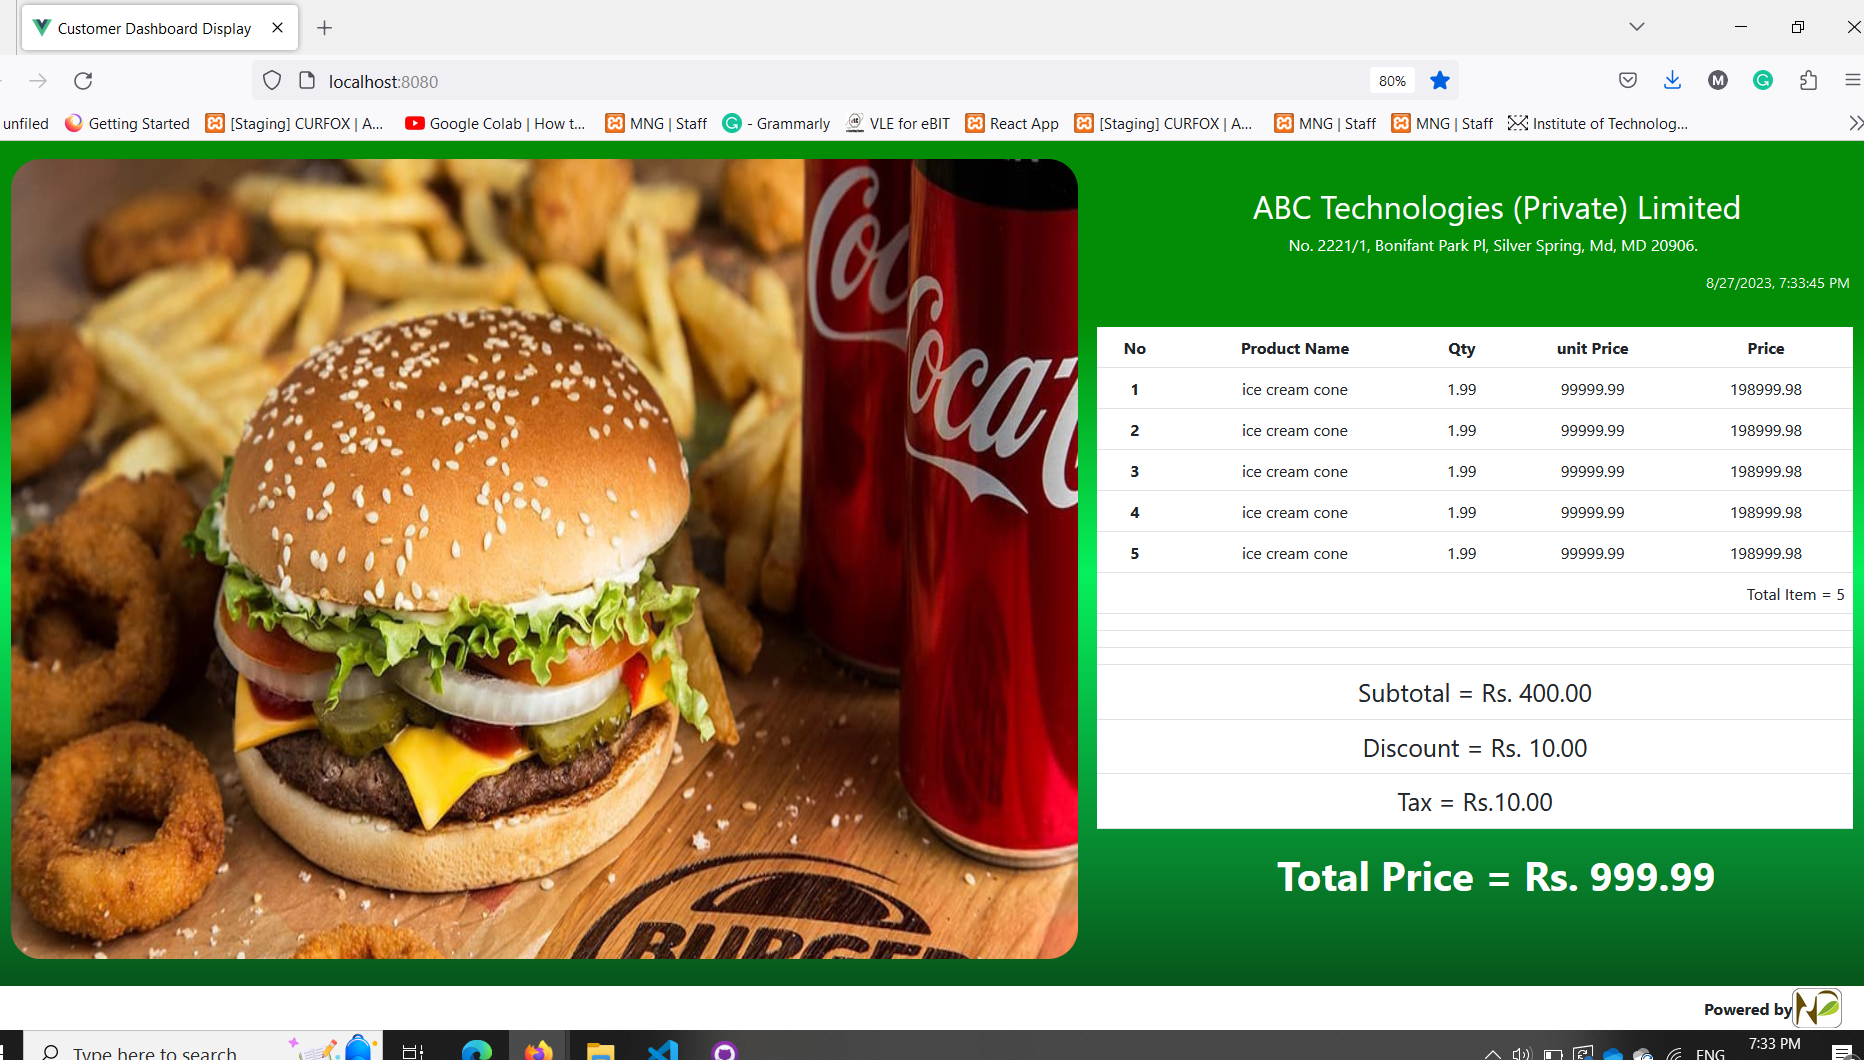 Customer Dashboard Display
localhost:8080
80%
M
G
unfiled
Getting Started
[Staging] CURFOX | A...
Google Colab | How t...
MNG | Staff
- Grammarly
VLE for eBIT
React App
[Staging] CURFOX | A...
MNG | Staff
MNG | Staff
Institute of Technolog...
Coca
BURGER
ABC Technologies (Private) Limited
No. 2221/1, Bonifant Park Pl, Silver Spring, Md, MD 20906.
8/27/2023, 7:33:45 PM
No Product Name Qty unit Price Price
1 ice cream cone 1.99 99999.99 198999.98
2 ice cream cone 1.99 99999.99 198999.98
3 ice cream cone 1.99 99999.99 198999.98
4 ice cream cone 1.99 99999.99 198999.98
5 ice cream cone 1.99 99999.99 198999.98
Total Item = 5
Subtotal = Rs. 400.00
Discount = Rs. 10.00
Tax = Rs.10.00
Total Price = Rs. 999.99
Powered by
Type here to search
ENG
7:33 PM